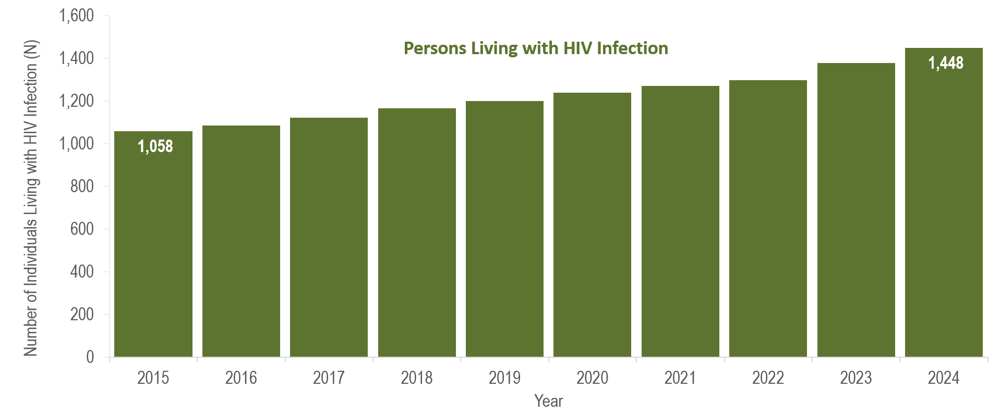 Persons Living with HIV Infection
Number of Individuals Living with HIV Infection (N)
1,600
1,400
1,200
1,000
800
600
400
200
0
1,058
1,448
2015 2016 2017 2018 2019 2020 2021 2022 2023 2024
Year